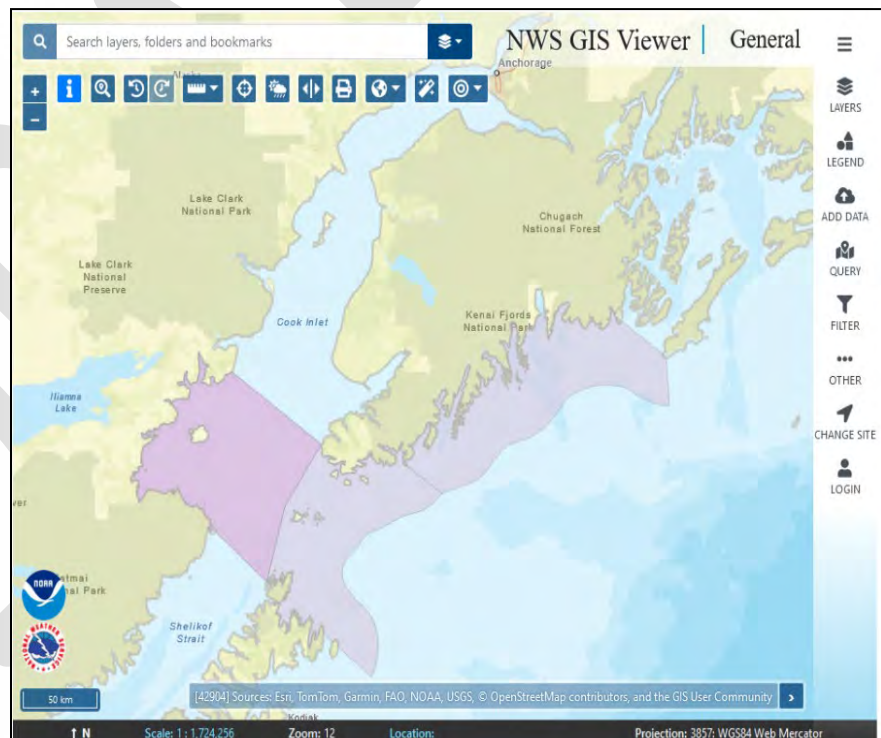 Search layers, folders and bookmarks
NWS GIS Viewer | General
Anchorage
LAYERS
LEGEND
ADD DATA
QUERY
FILTER
OTHER
CHANGE SITE
LOGIN
Lake Clark
National Park
Chugach
National Forest
Lake Clark
National
Preserve
Cook Inlet
Kenai Fjords
National Park
Iliamna
Lake
NOAA
Shelikof
Strait
50 km
[42904] Sources: Esri, TomTom, Garmin, FAO, NOAA, USGS, © OpenStreetMap contributors, and the GIS User Community
Kodiak
↑ N Scale: 1 : 1,724,256 Zoom: 12 Location: Projection: 3857: WGS84 Web Mercator